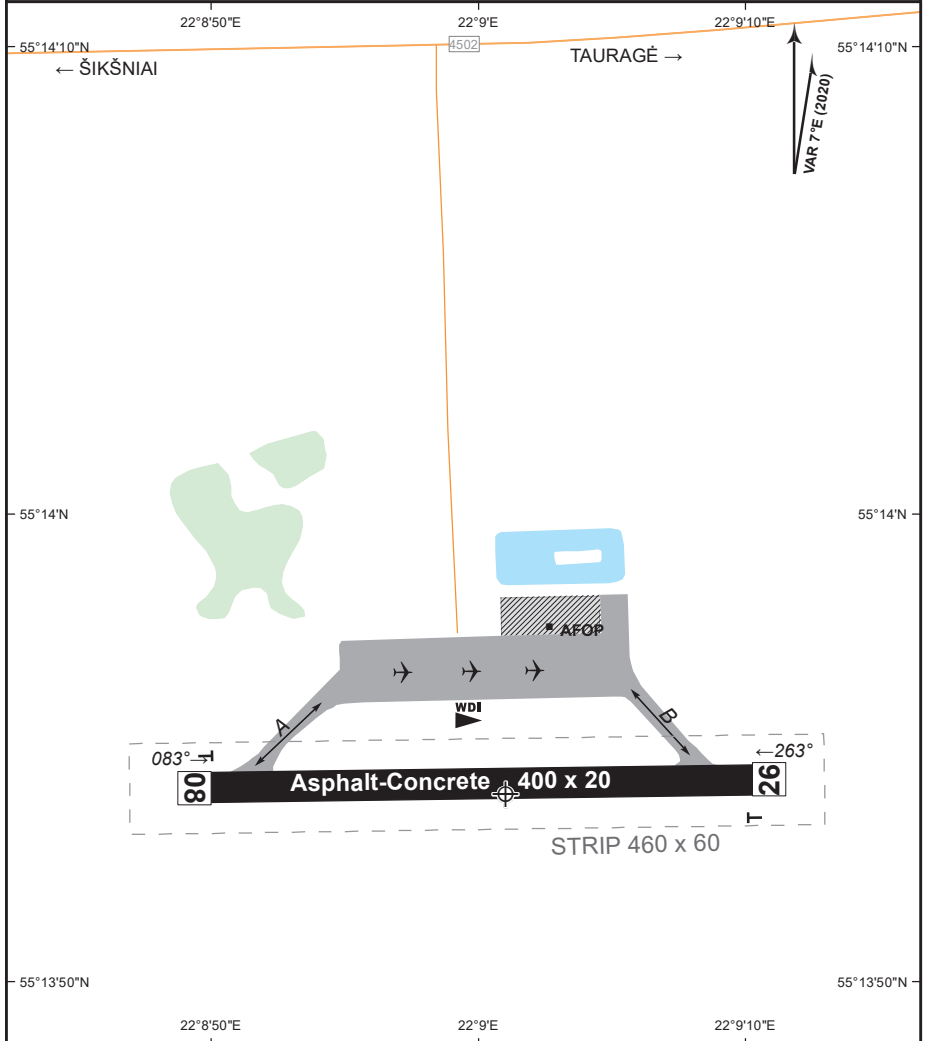 22°8'50"E 22°9'E 22°9'10"E
55°14'10"N 4502 55°14'10"N
← ŠIKŠNIAI TAURAGĖ →
VAR 7°E (2020)
55°14'N 55°14'N
AFOP
WDI
A B
083°→ ←263°
08 Asphalt-Concrete 400 x 20 26
STRIP 460 x 60
55°13'50"N 55°13'50"N
22°8'50"E 22°9'E 22°9'10"E